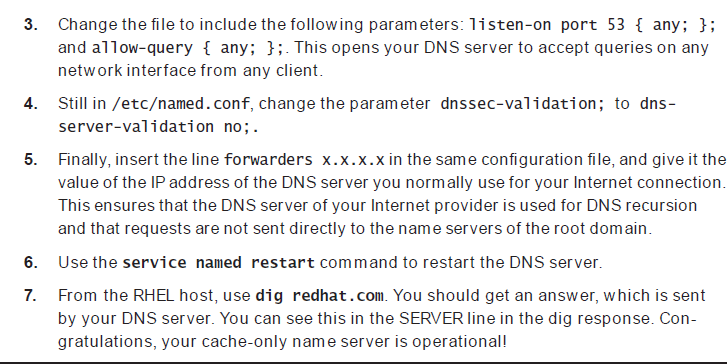 3. Change the file to include the following parameters: listen-on port 53 { any; };
and allow-query { any; };. This opens your DNS server to accept queries on any
network interface from any client.
4. Still in /etc/named.conf, change the parameter dnssec-validation; to dns-
server-validation no;.
5. Finally, insert the line forwarders x.x.x.x in the same configuration file, and give it the
value of the IP address of the DNS server you normally use for your Internet connection.
This ensures that the DNS server of your Internet provider is used for DNS recursion
and that requests are not sent directly to the name servers of the root domain.
6. Use the service named restart command to restart the DNS server.
7. From the RHEL host, use dig redhat.com. You should get an answer, which is sent
by your DNS server. You can see this in the SERVER line in the dig response. Con-
gratulations, your cache-only name server is operational!